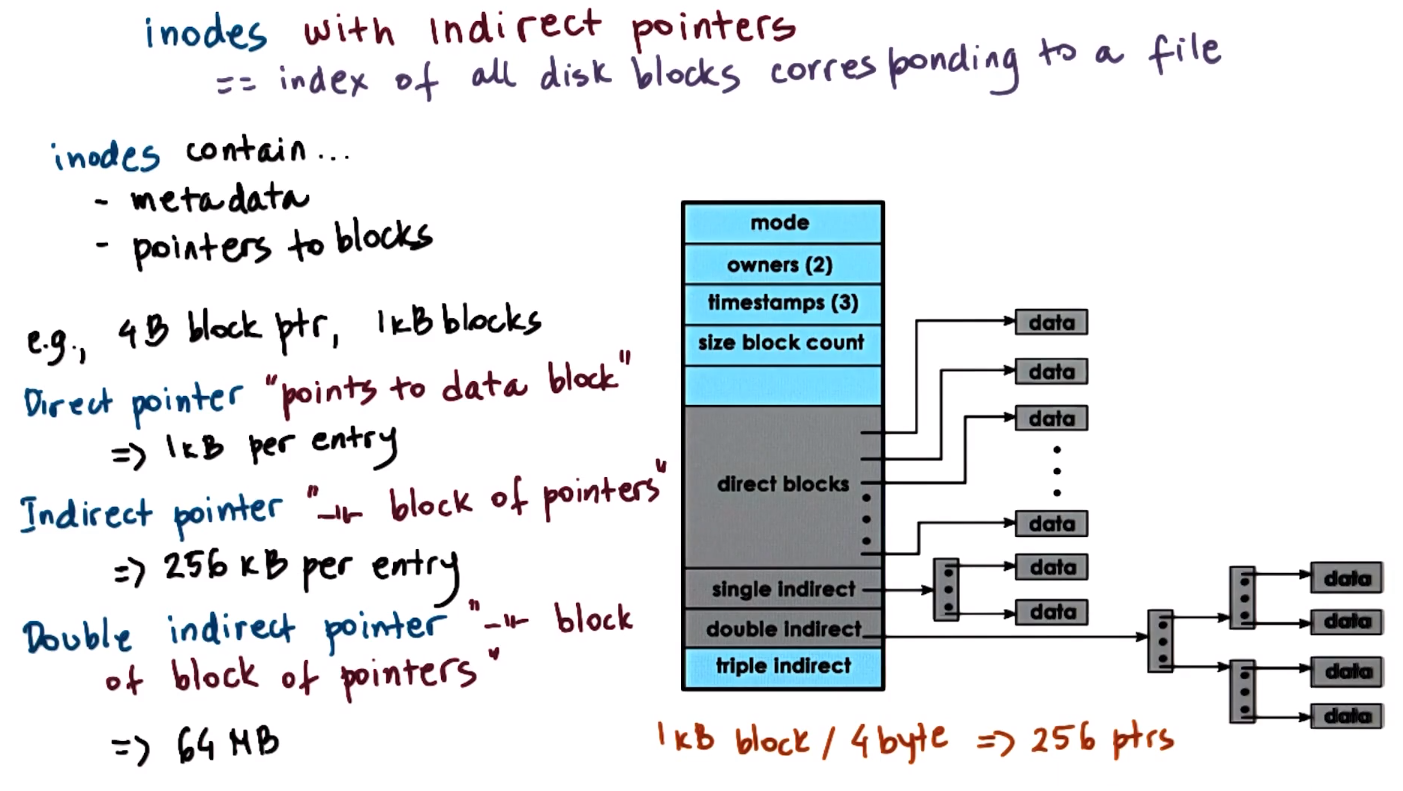 inodes with indirect pointers
== index of all disk blocks corresponding to a file
inodes contain...
- metadata
- pointers to blocks
e.g., 4B block ptr, 1kB blocks
Direct pointer "points to data block"
=> 1kB per entry
Indirect pointer "-||- block of pointers"
=> 256 kB per entry
Double indirect pointer "-||- block
of block of pointers"
=> 64 MB
mode
owners (2)
timestamps (3)
size block count
direct blocks
single indirect
double indirect
triple indirect
data
data
data
data
data
data
data
data
data
data
1kB block / 4 byte => 256 ptrs